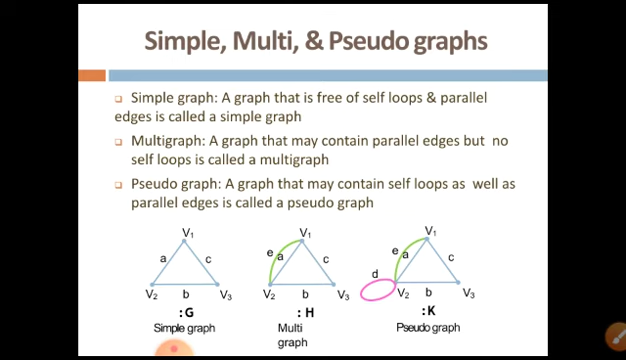 Simple, Multi, & Pseudo graphs
Simple graph: A graph that is free of self loops & parallel
edges is called a simple graph
Multigraph: A graph that may contain parallel edges but no
self loops is called a multigraph
Pseudo graph: A graph that may contain self loops as well as
parallel edges is called a pseudo graph
V1
a
c
V2
b
V3
:G
Simple graph
V1
e
a
c
V2
b
V3
: H
Multi
graph
V1
e
a
c
d
V2
b
V3
:K
Pseudo graph